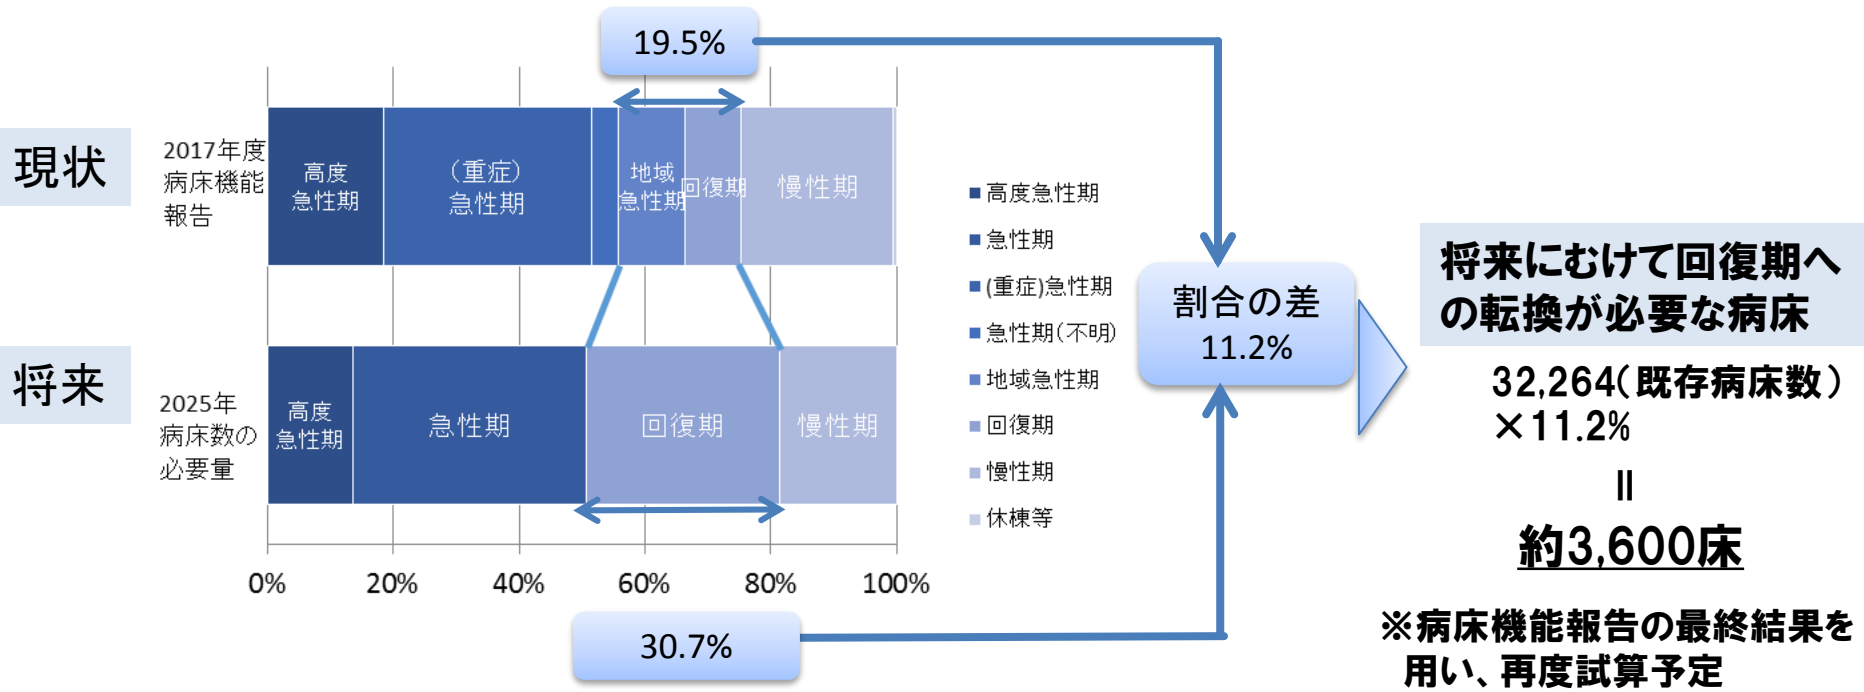 19.5%
現状
2017年度
病床機能
報告
高度
急性期
（重症）
急性期
地域
急性期
回復期
慢性期
将来
2025年
病床数の
必要量
高度
急性期
急性期
回復期
慢性期
0%
20%
40%
60%
80%
100%
30.7%
■高度急性期
■急性期
■(重症)急性期
■急性期(不明)
■地域急性期
■回復期
■慢性期
■休棟等
割合の差
11.2%
将来にむけて回復期へ
の転換が必要な病床
32,264(既存病床数)
×11.2%
＝
約3,600床
※病床機能報告の最終結果を
用い、再度試算予定